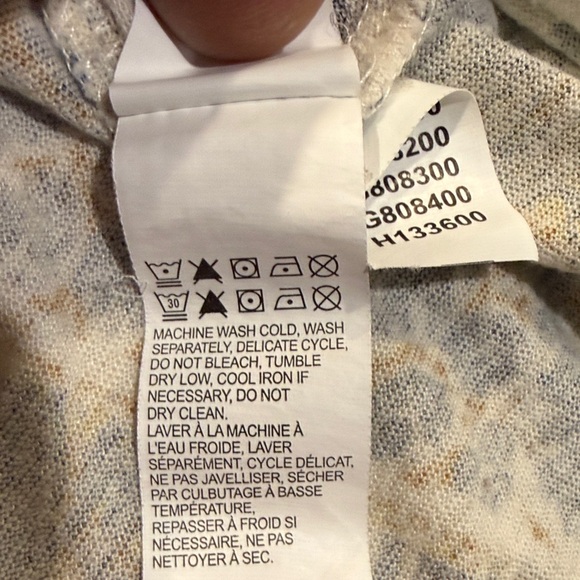 200
808300
G808400
H133600
30
MACHINE WASH COLD, WASH
SEPARATELY, DELICATE CYCLE,
DO NOT BLEACH, TUMBLE
DRY LOW, COOL IRON IF
NECESSARY, DO NOT
DRY CLEAN.
LAVER À LA MACHINE À
L'EAU FROIDE, LAVER
SÉPARÉMENT, CYCLE DÉLICAT,
NE PAS JAVELLISER, SÉCHER
PAR CULBUTAGE À BASSE
TEMPÉRATURE,
REPASSER À FROID SI
NÉCESSAIRE, NE PAS
NETTOYER À SEC.